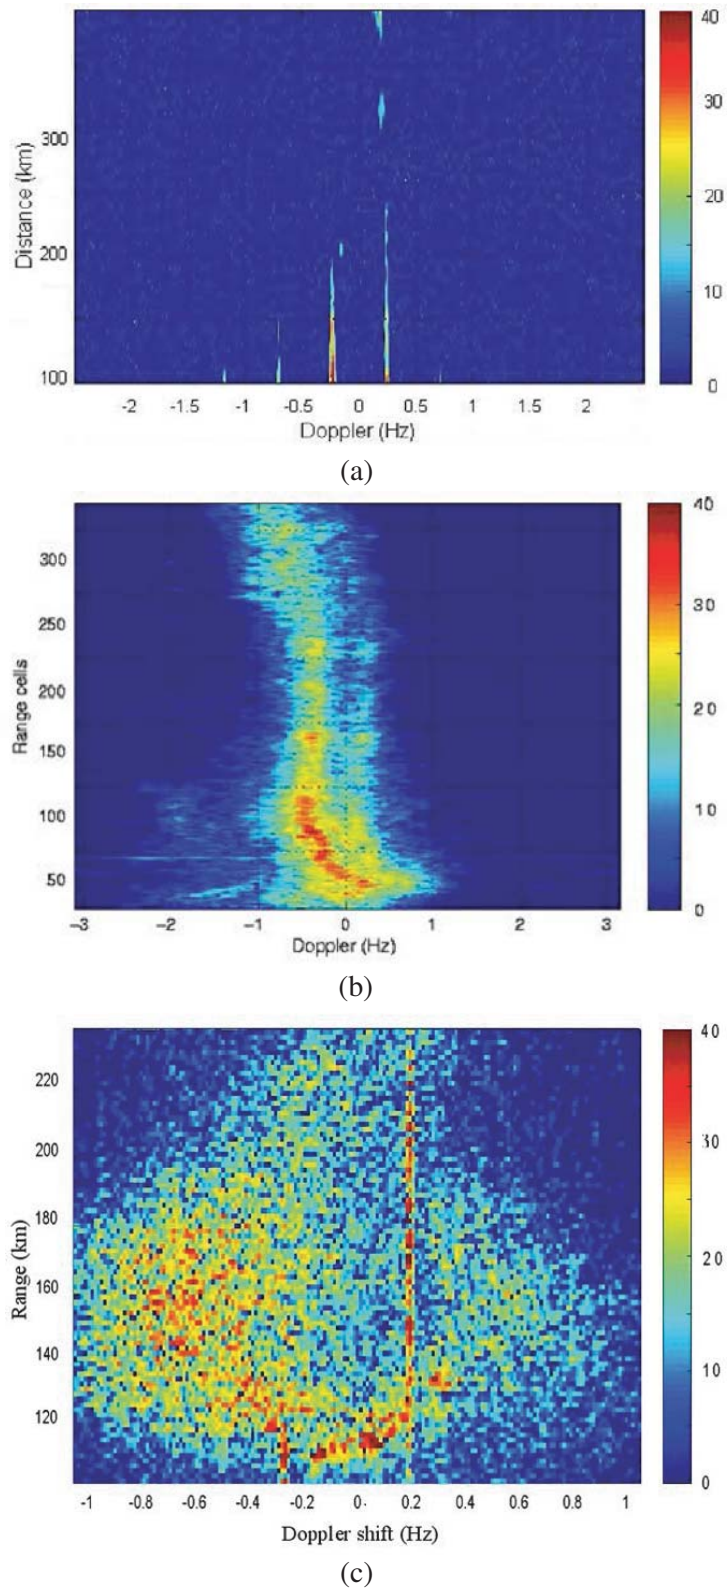 40
30
20
10
0
Distance (km)
300
200
100
-2 -1.5 -1 -0.5 0 0.5 1 1.5 2
Doppler (Hz)
(a)
40
30
20
10
0
Range cells
300
250
200
150
100
50
−3 −2 −1 0 1 2 3
Doppler (Hz)
(b)
40
30
20
10
0
Range (km)
220
200
180
160
140
120
-1 -0.8 -0.6 -0.4 -0.2 0. 0.2 0.4 0.6 0.8 1
Doppler shift (Hz)
(c)